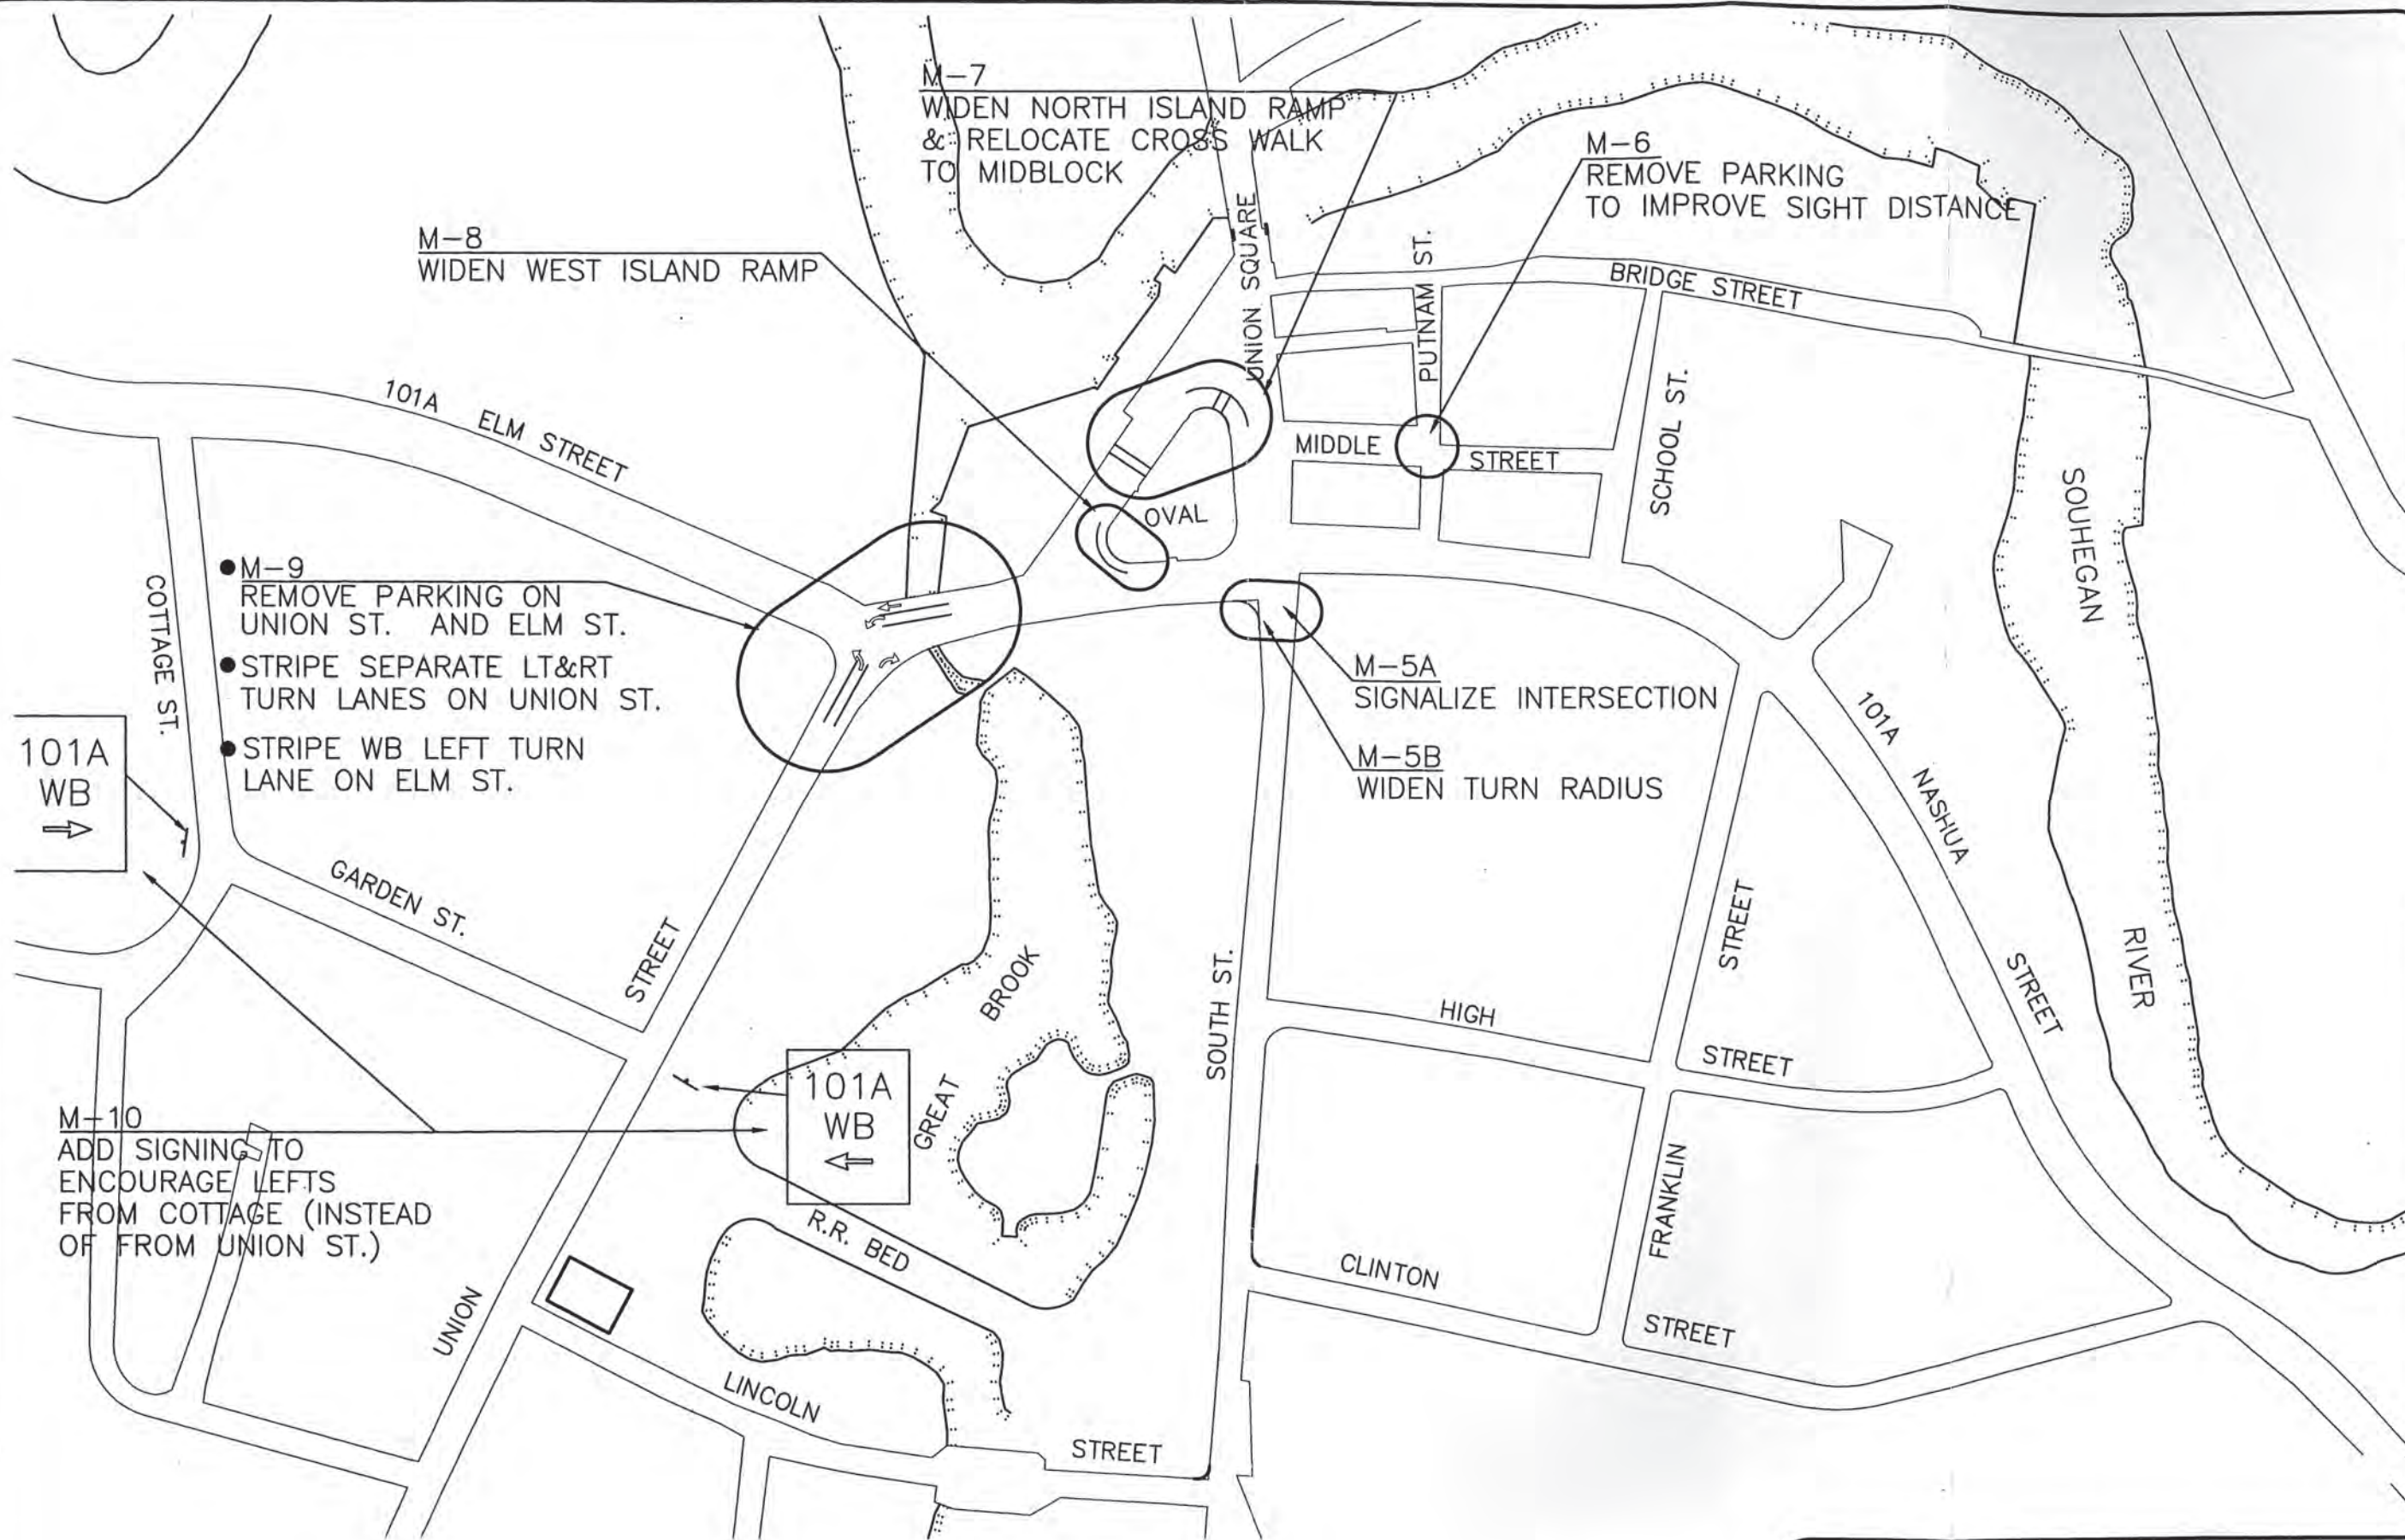 M-7
WIDEN NORTH ISLAND RAMP
& RELOCATE CROSS WALK
TO MIDBLOCK
M-6
REMOVE PARKING
TO IMPROVE SIGHT DISTANCE
M-8
WIDEN WEST ISLAND RAMP
UNION SQUARE
PUTNAM ST.
BRIDGE STREET
101A ELM STREET
MIDDLE STREET
SCHOOL ST.
OVAL
SOUHEGAN RIVER
COTTAGE ST.
● M-9
REMOVE PARKING ON
UNION ST. AND ELM ST.
● STRIPE SEPARATE LT&RT
TURN LANES ON UNION ST.
● STRIPE WB LEFT TURN
LANE ON ELM ST.
M-5A
SIGNALIZE INTERSECTION
M-5B
WIDEN TURN RADIUS
101A
WB
⇒
101A NASHUA STREET
GARDEN ST.
UNION STREET
GREAT BROOK
SOUTH ST.
HIGH STREET
FRANKLIN STREET
101A
WB
⇐
M-10
ADD SIGNING TO
ENCOURAGE LEFTS
FROM COTTAGE (INSTEAD
OF FROM UNION ST.)
R.R. BED
CLINTON STREET
LINCOLN STREET